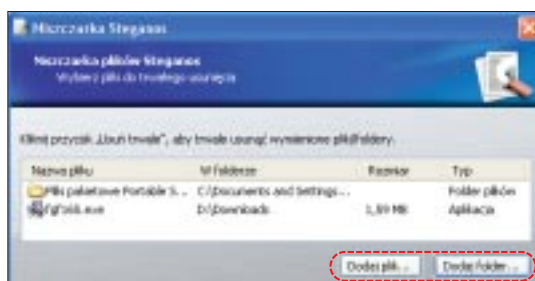 Niszczarka Steganos
Niszczarka plików Steganos
Wybierz pliki do trwałego usunięcia
Kliknij przycisk „Usuń trwale", aby trwale usunąć wymienione pliki/foldery.
Nazwa pliku W folderze Rozmiar Typ
Pliki pakietowe Portable S... C:\Documents and Settings... Folder plików
.exe D:\Downloads 1,59 MB Aplikacja
Dodaj plik... Dodaj folder...